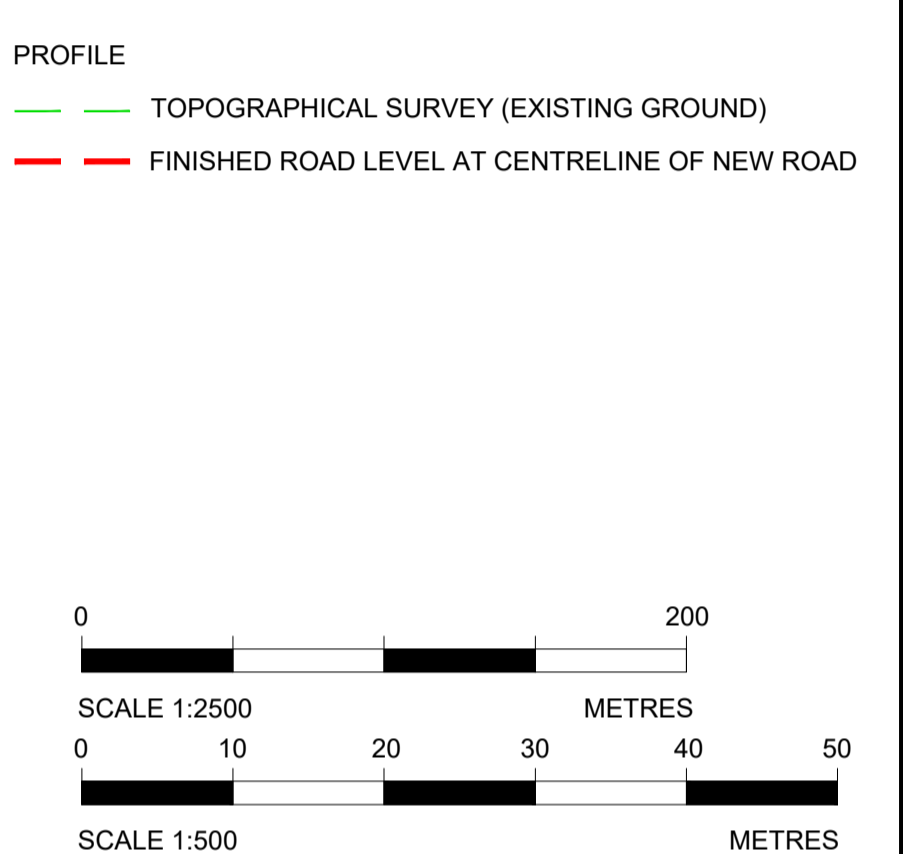 PROFILE
TOPOGRAPHICAL SURVEY (EXISTING GROUND)
FINISHED ROAD LEVEL AT CENTRELINE OF NEW ROAD
0 200
SCALE 1:2500 METRES
0 10 20 30 40 50
SCALE 1:500 METRES